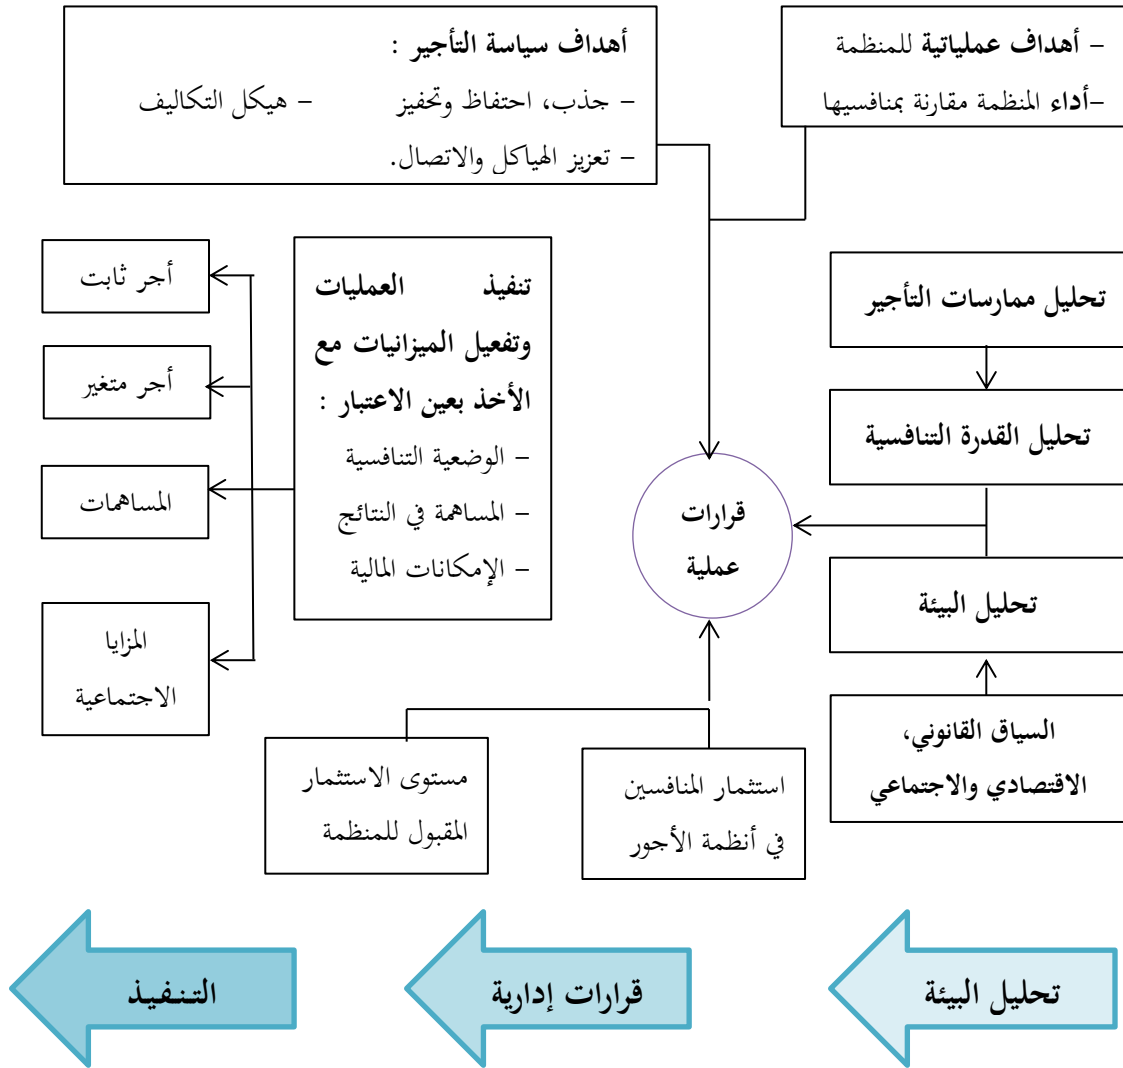 – أهداف عملياتية للمنظمة
–أداء المنظمة مقارنة بمنافسيها
أهداف سياسة التأجير :
– جذب، احتفاظ وتحفيز – هيكل التكاليف
– تعزيز الهياكل والاتصال.
تحليل ممارسات التأجير
تحليل القدرة التنافسية
تحليل البيئة
السياق القانوني،
الاقتصادي والاجتماعي
قرارات
عملية
استثمار المنافسين
في أنظمة الأجور
مستوى الاستثمار
المقبول للمنظمة
تنفيذ العمليات
وتفعيل الميزانيات مع
الأخذ بعين الاعتبار :
– الوضعية التنافسية
– المساهمة في النتائج
– الإمكانات المالية
أجر ثابت
أجر متغير
المساهمات
المزايا
الاجتماعية
تحليل البيئة
قرارات إدارية
التنفيذ